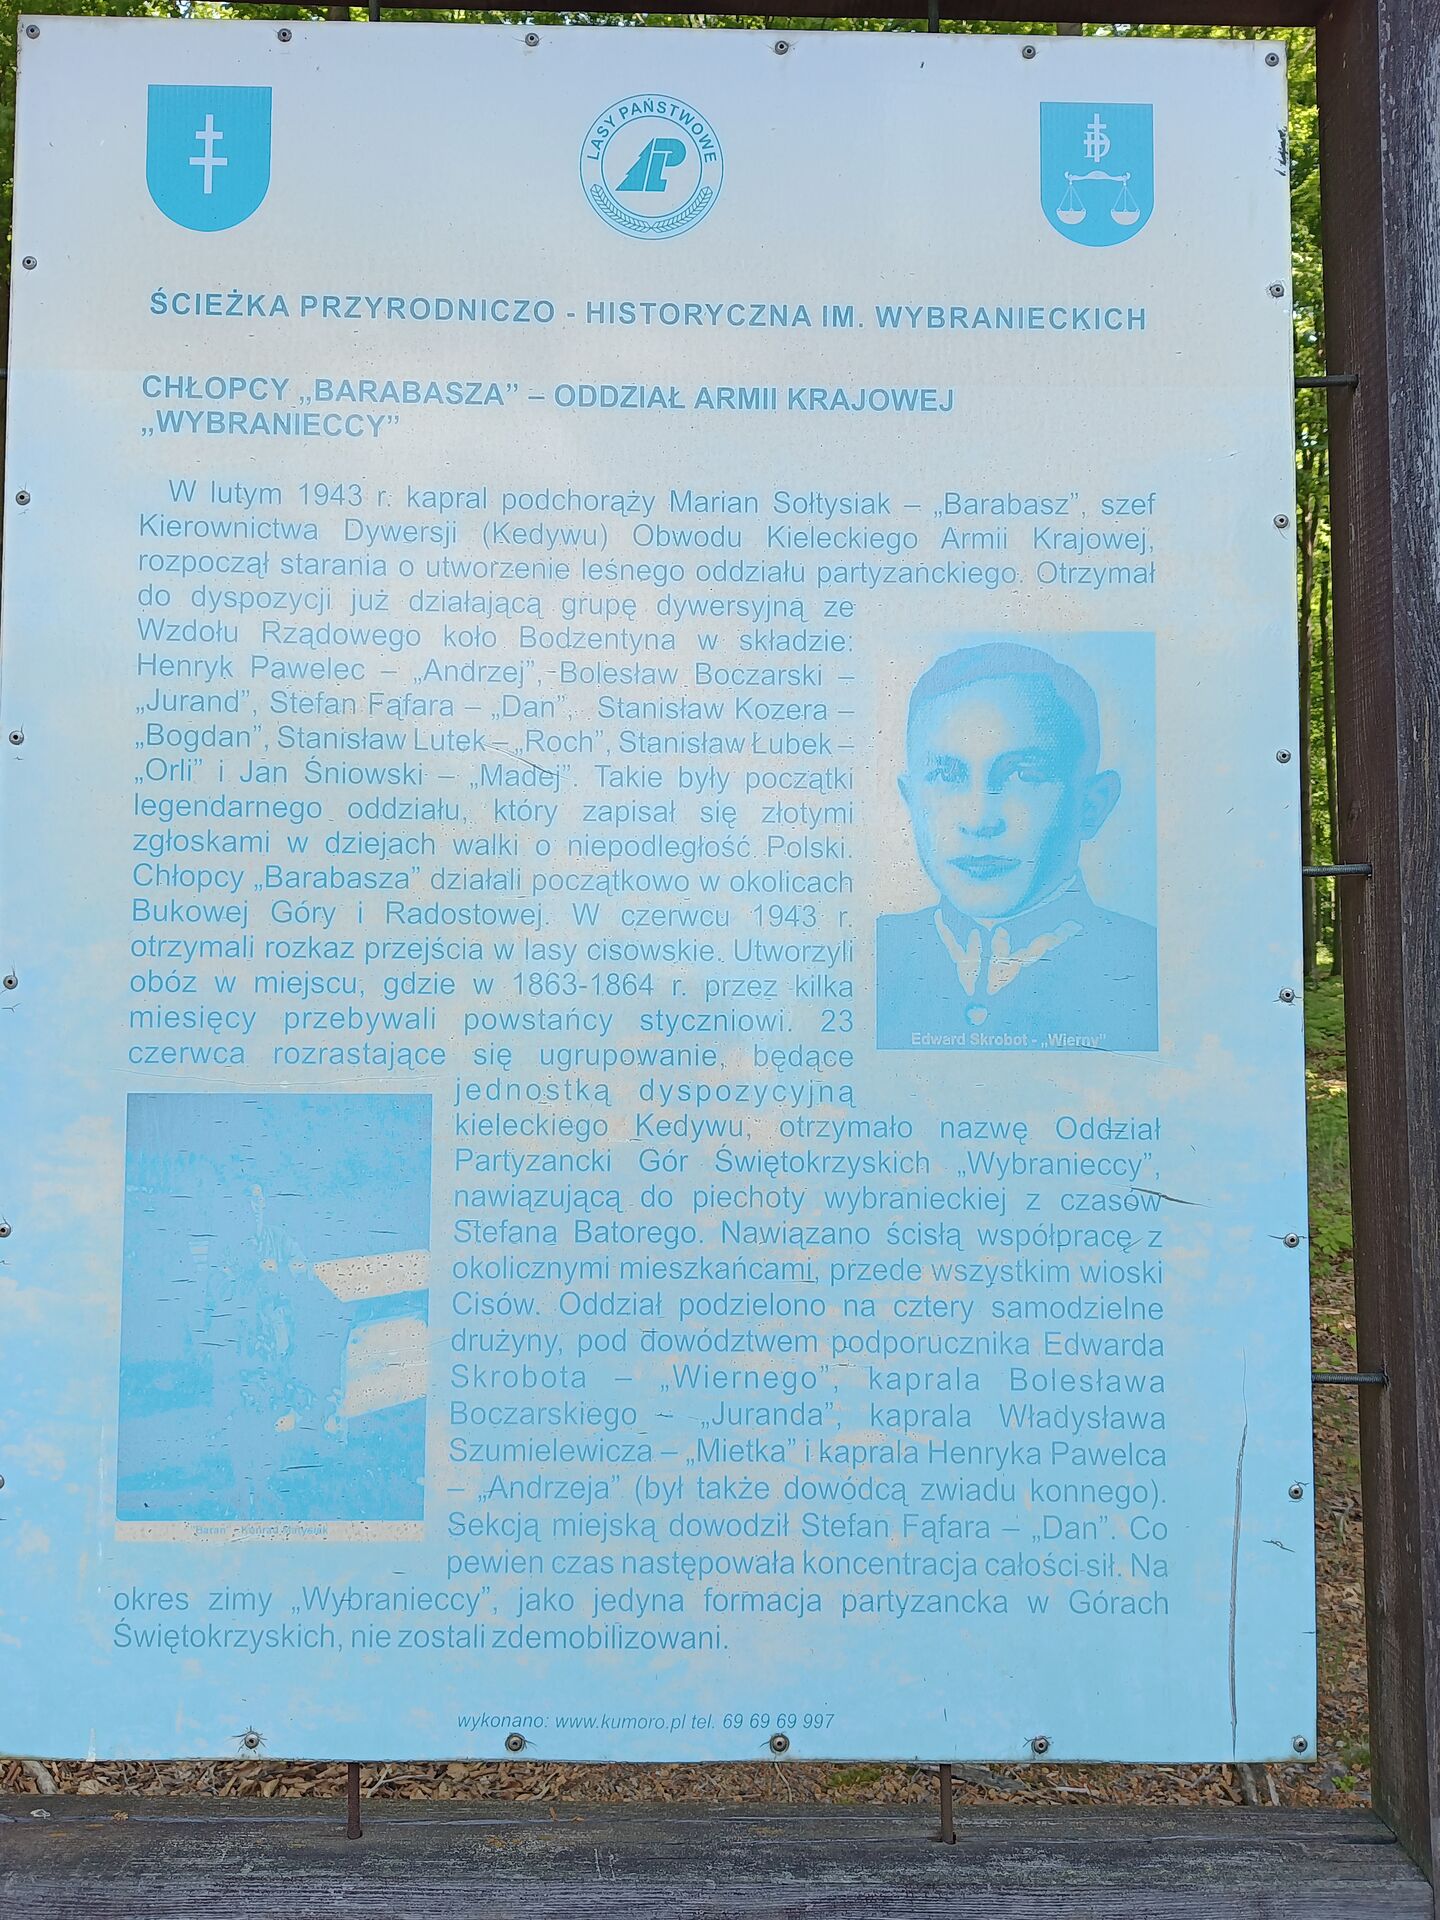 LASY PAŃSTWOWE
ŚCIEŻKA PRZYRODNICZO - HISTORYCZNA IM. WYBRANIECKICH
CHŁOPCY „BARABASZA” – ODDZIAŁ ARMII KRAJOWEJ
„WYBRANIECCY”
W lutym 1943 r. kapral podchorąży Marian Sołtysiak – „Barabasz”, szef
Kierownictwa Dywersji (Kedywu) Obwodu Kieleckiego Armii Krajowej,
rozpoczął starania o utworzenie leśnego oddziału partyzanckiego. Otrzymał
do dyspozycji już działającą grupę dywersyjną ze
Wzdołu Rządowego koło Bodzentyna w składzie:
Henryk Pawelec – „Andrzej”, Bolesław Boczarski –
„Jurand”, Stefan Fąfara – „Dan”, Stanisław Kozera –
„Bogdan”, Stanisław Lutek – „Roch”, Stanisław Łubek –
„Orli” i Jan Śniowski – „Madej”. Takie były początki
legendarnego oddziału, który zapisał się złotymi
zgłoskami w dziejach walki o niepodległość Polski.
Chłopcy „Barabasza” działali początkowo w okolicach
Bukowej Góry i Radostowej. W czerwcu 1943 r.
otrzymali rozkaz przejścia w lasy cisowskie. Utworzyli
obóz w miejscu, gdzie w 1863-1864 r. przez kilka
miesięcy przebywali powstańcy styczniowi. 23
czerwca rozrastające się ugrupowanie, będące
Edward Skrobot - „Wierny”
jednostką dyspozycyjną
kieleckiego Kedywu, otrzymało nazwę Oddział
Partyzancki Gór Świętokrzyskich „Wybranieccy”,
nawiązującą do piechoty wybranieckiej z czasów
Stefana Batorego. Nawiązano ścisłą współpracę z
okolicznymi mieszkańcami, przede wszystkim wioski
Cisów. Oddział podzielono na cztery samodzielne
drużyny, pod dowództwem podporucznika Edwarda
Skrobota – „Wiernego”, kaprala Bolesława
Boczarskiego – „Juranda”, kaprala Władysława
Szumielewicza – „Mietka” i kaprala Henryka Pawelca
– „Andrzeja” (był także dowódcą zwiadu konnego).
Sekcją miejską dowodził Stefan Fąfara – „Dan”. Co
pewien czas następowała koncentracja całości sił. Na
okres zimy „Wybranieccy”, jako jedyna formacja partyzancka w Górach
Świętokrzyskich, nie zostali zdemobilizowani.
wykonano: www.kumoro.pl tel. 69 69 69 997